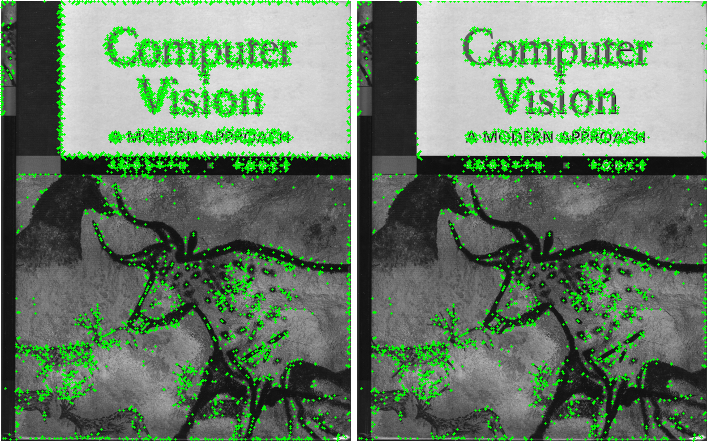 Computer
Vision
A MODERN APPROACH
Computer
Vision
A MODERN APPROACH